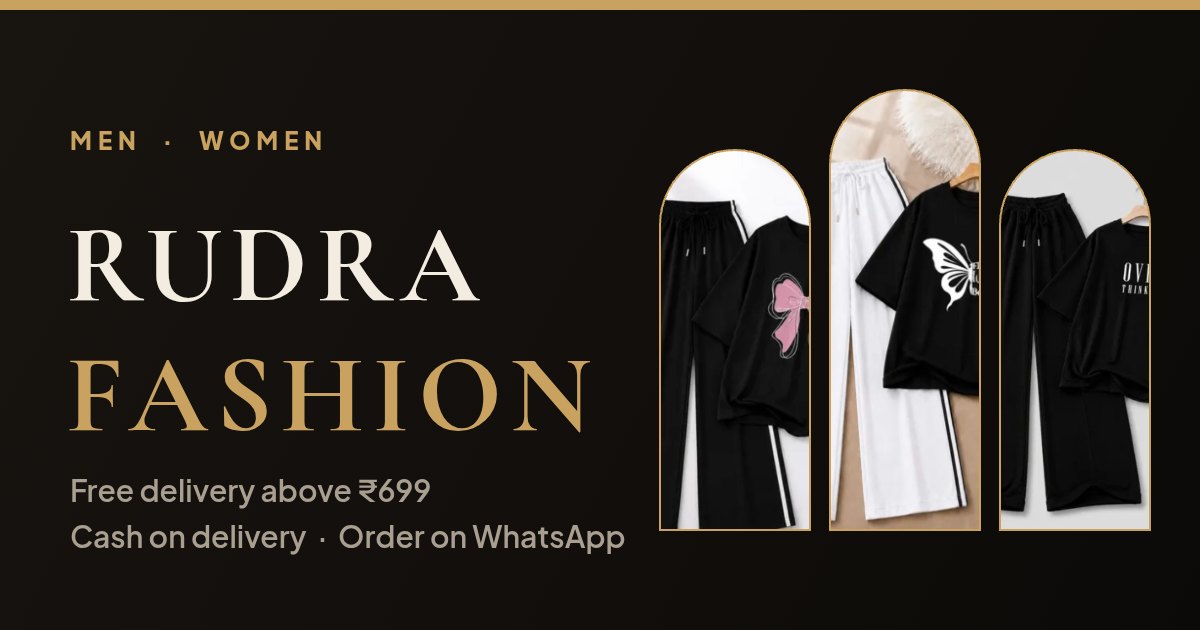 MEN · WOMEN
RUDRA
FASHION
Free delivery above ₹699
Cash on delivery · Order on WhatsApp